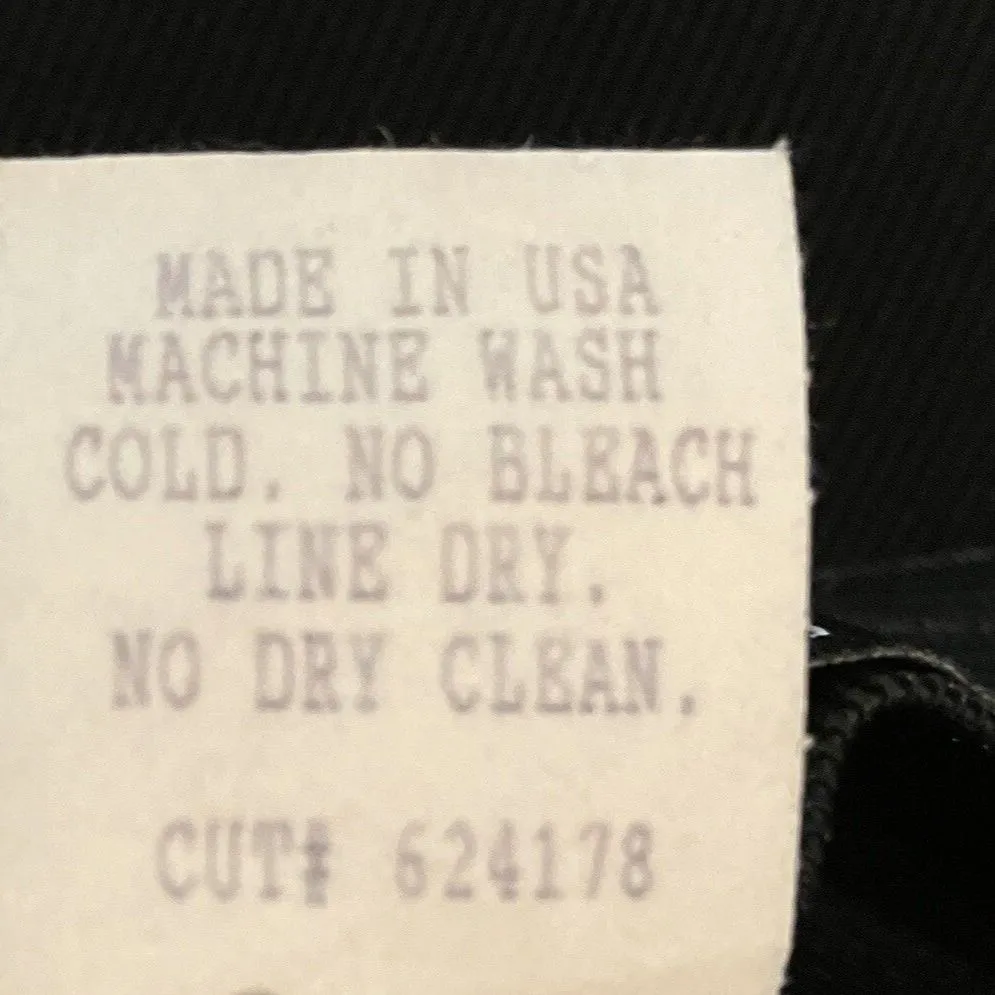 MADE IN USA
MACHINE WASH
COLD. NO BLEACH
LINE DRY.
NO DRY CLEAN.
CUT# 624178